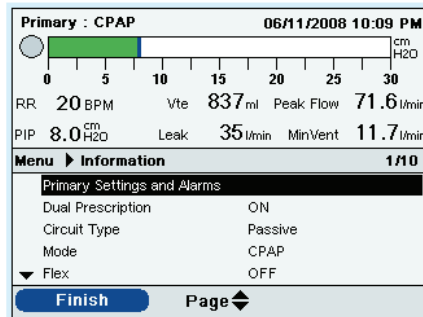 Primary : CPAP 06/11/2008 10:09 PM
cm
H2O
0 5 10 15 20 25 30
RR 20 BPM Vte 837 ml Peak Flow 71.6 l/min
PIP 8.0 cm H2O Leak 35 l/min MinVent 11.7 l/min
Menu Information 1/10
Primary Settings and Alarms
Dual Prescription ON
Circuit Type Passive
Mode CPAP
Flex OFF
Finish Page